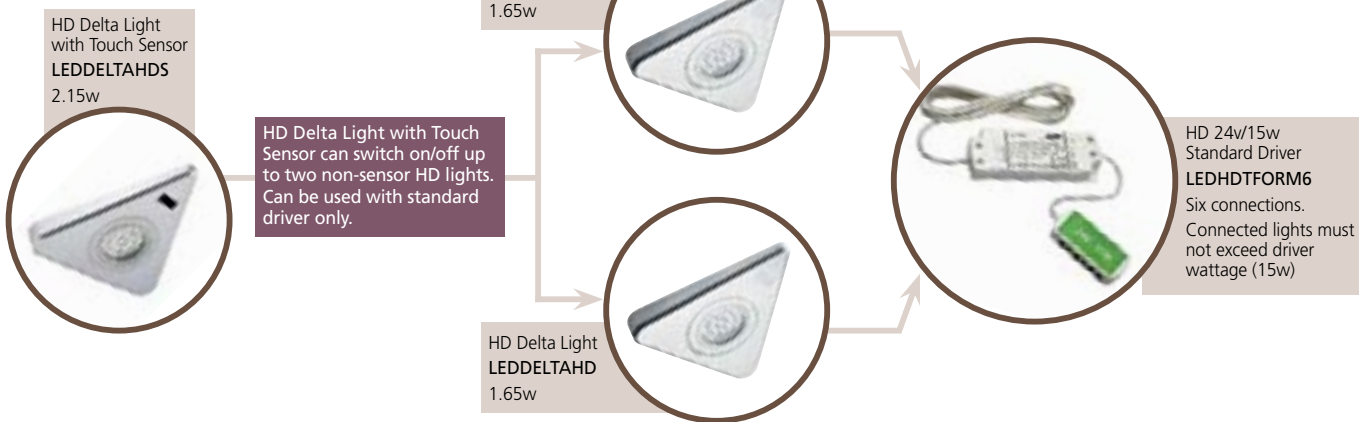 HD Delta Light
with Touch Sensor
LEDDELTAHDS
2.15w
HD Delta Light with Touch
Sensor can switch on/off up
to two non-sensor HD lights.
Can be used with standard
driver only.
1.65w
HD Delta Light
LEDDELTAHD
1.65w
HD 24v/15w
Standard Driver
LEDHDTFORM6
Six connections.
Connected lights must
not exceed driver
wattage (15w)